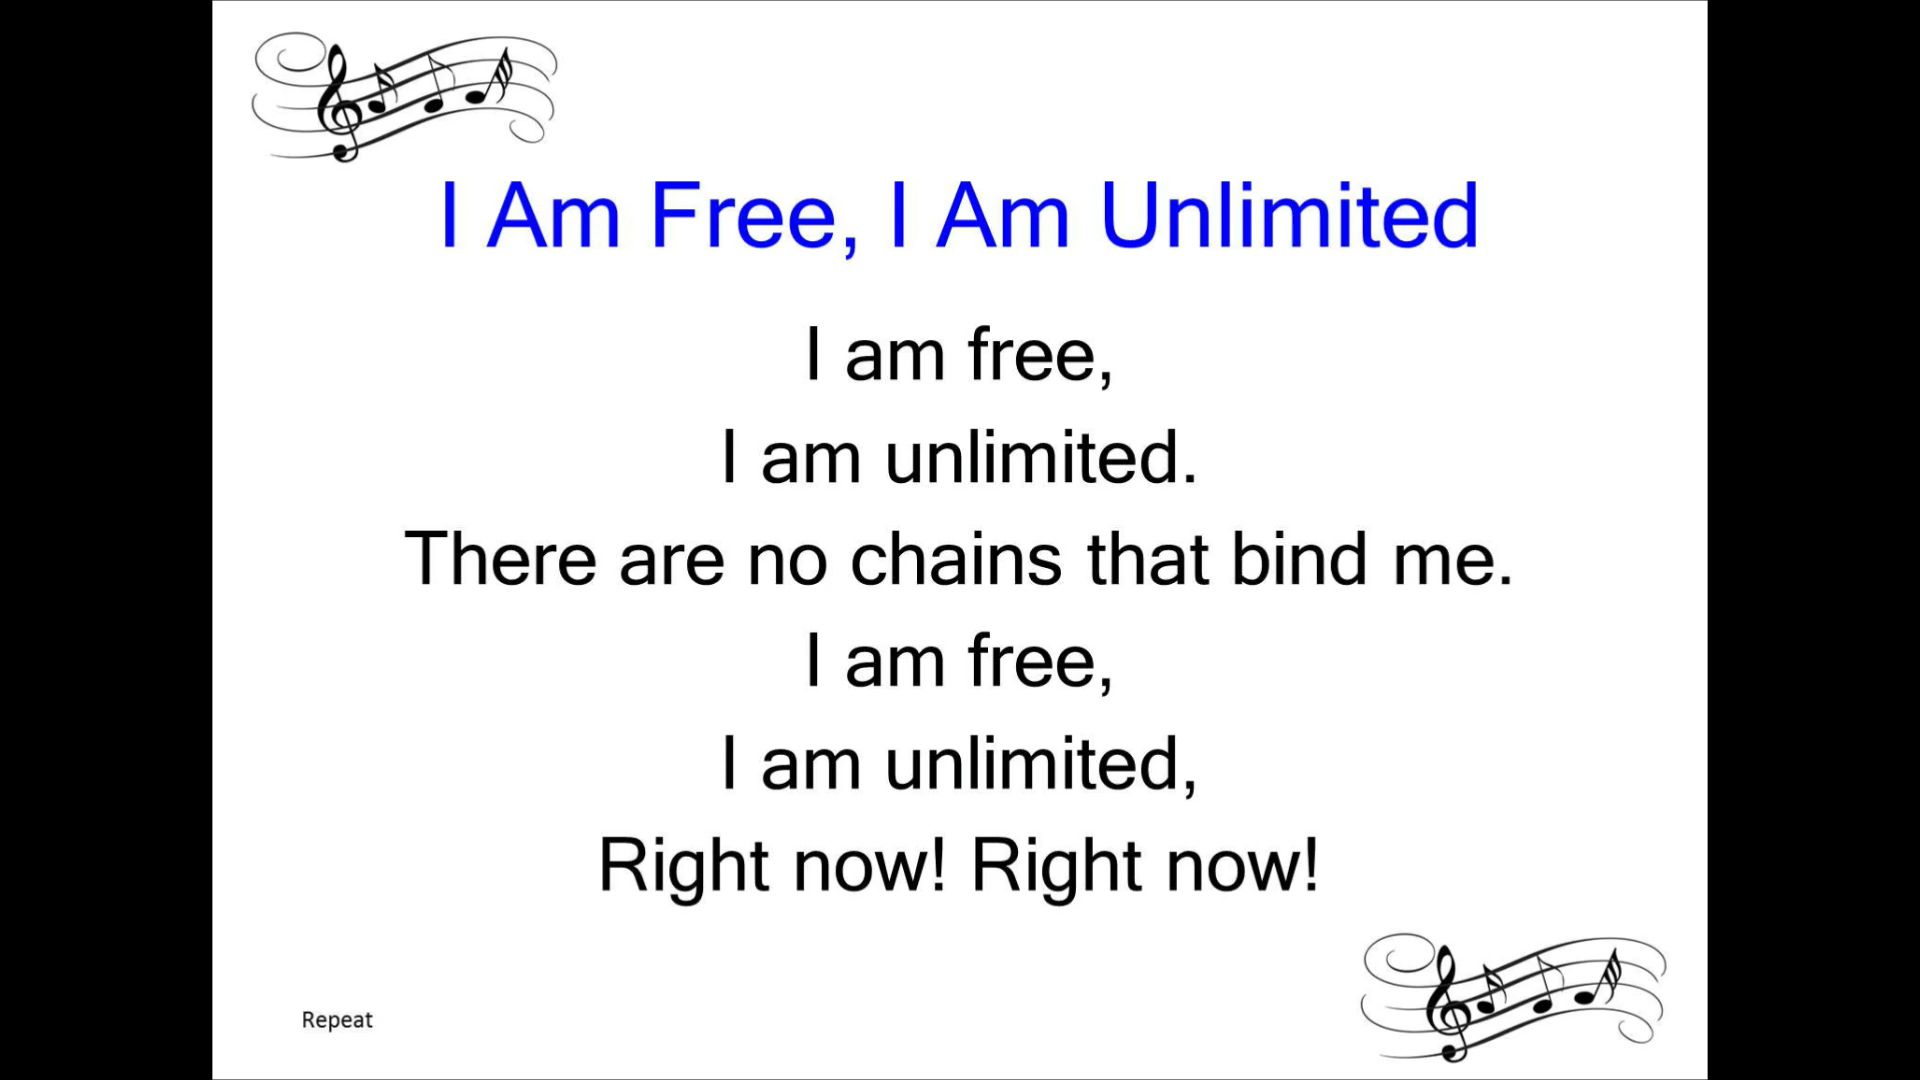 I Am Free, I Am Unlimited
I am free,
I am unlimited.
There are no chains that bind me.
I am free,
I am unlimited,
Right now! Right now!
Repeat